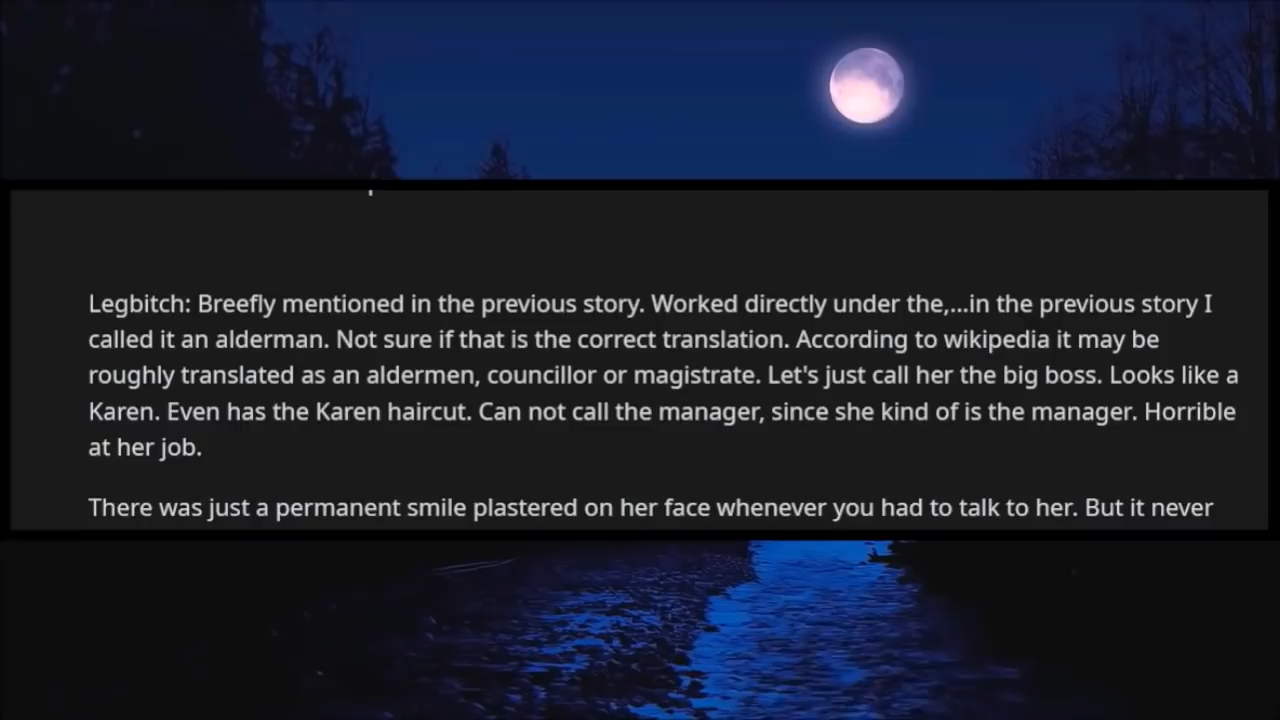 Legbitch: Breefly mentioned in the previous story. Worked directly under the,...in the previous story I
called it an alderman. Not sure if that is the correct translation. According to wikipedia it may be
roughly translated as an aldermen, councillor or magistrate. Let's just call her the big boss. Looks like a
Karen. Even has the Karen haircut. Can not call the manager, since she kind of is the manager. Horrible
at her job.
There was just a permanent smile plastered on her face whenever you had to talk to her. But it never